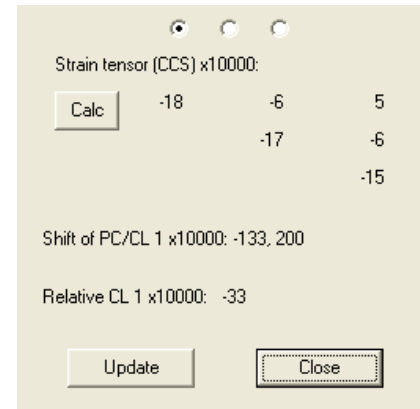 Strain tensor (CCS) x10000:
Calc -18 -6 5
-17 -6
-15
Shift of PC/CL 1 x10000: -133, 200
Relative CL 1 x10000: -33
Update Close